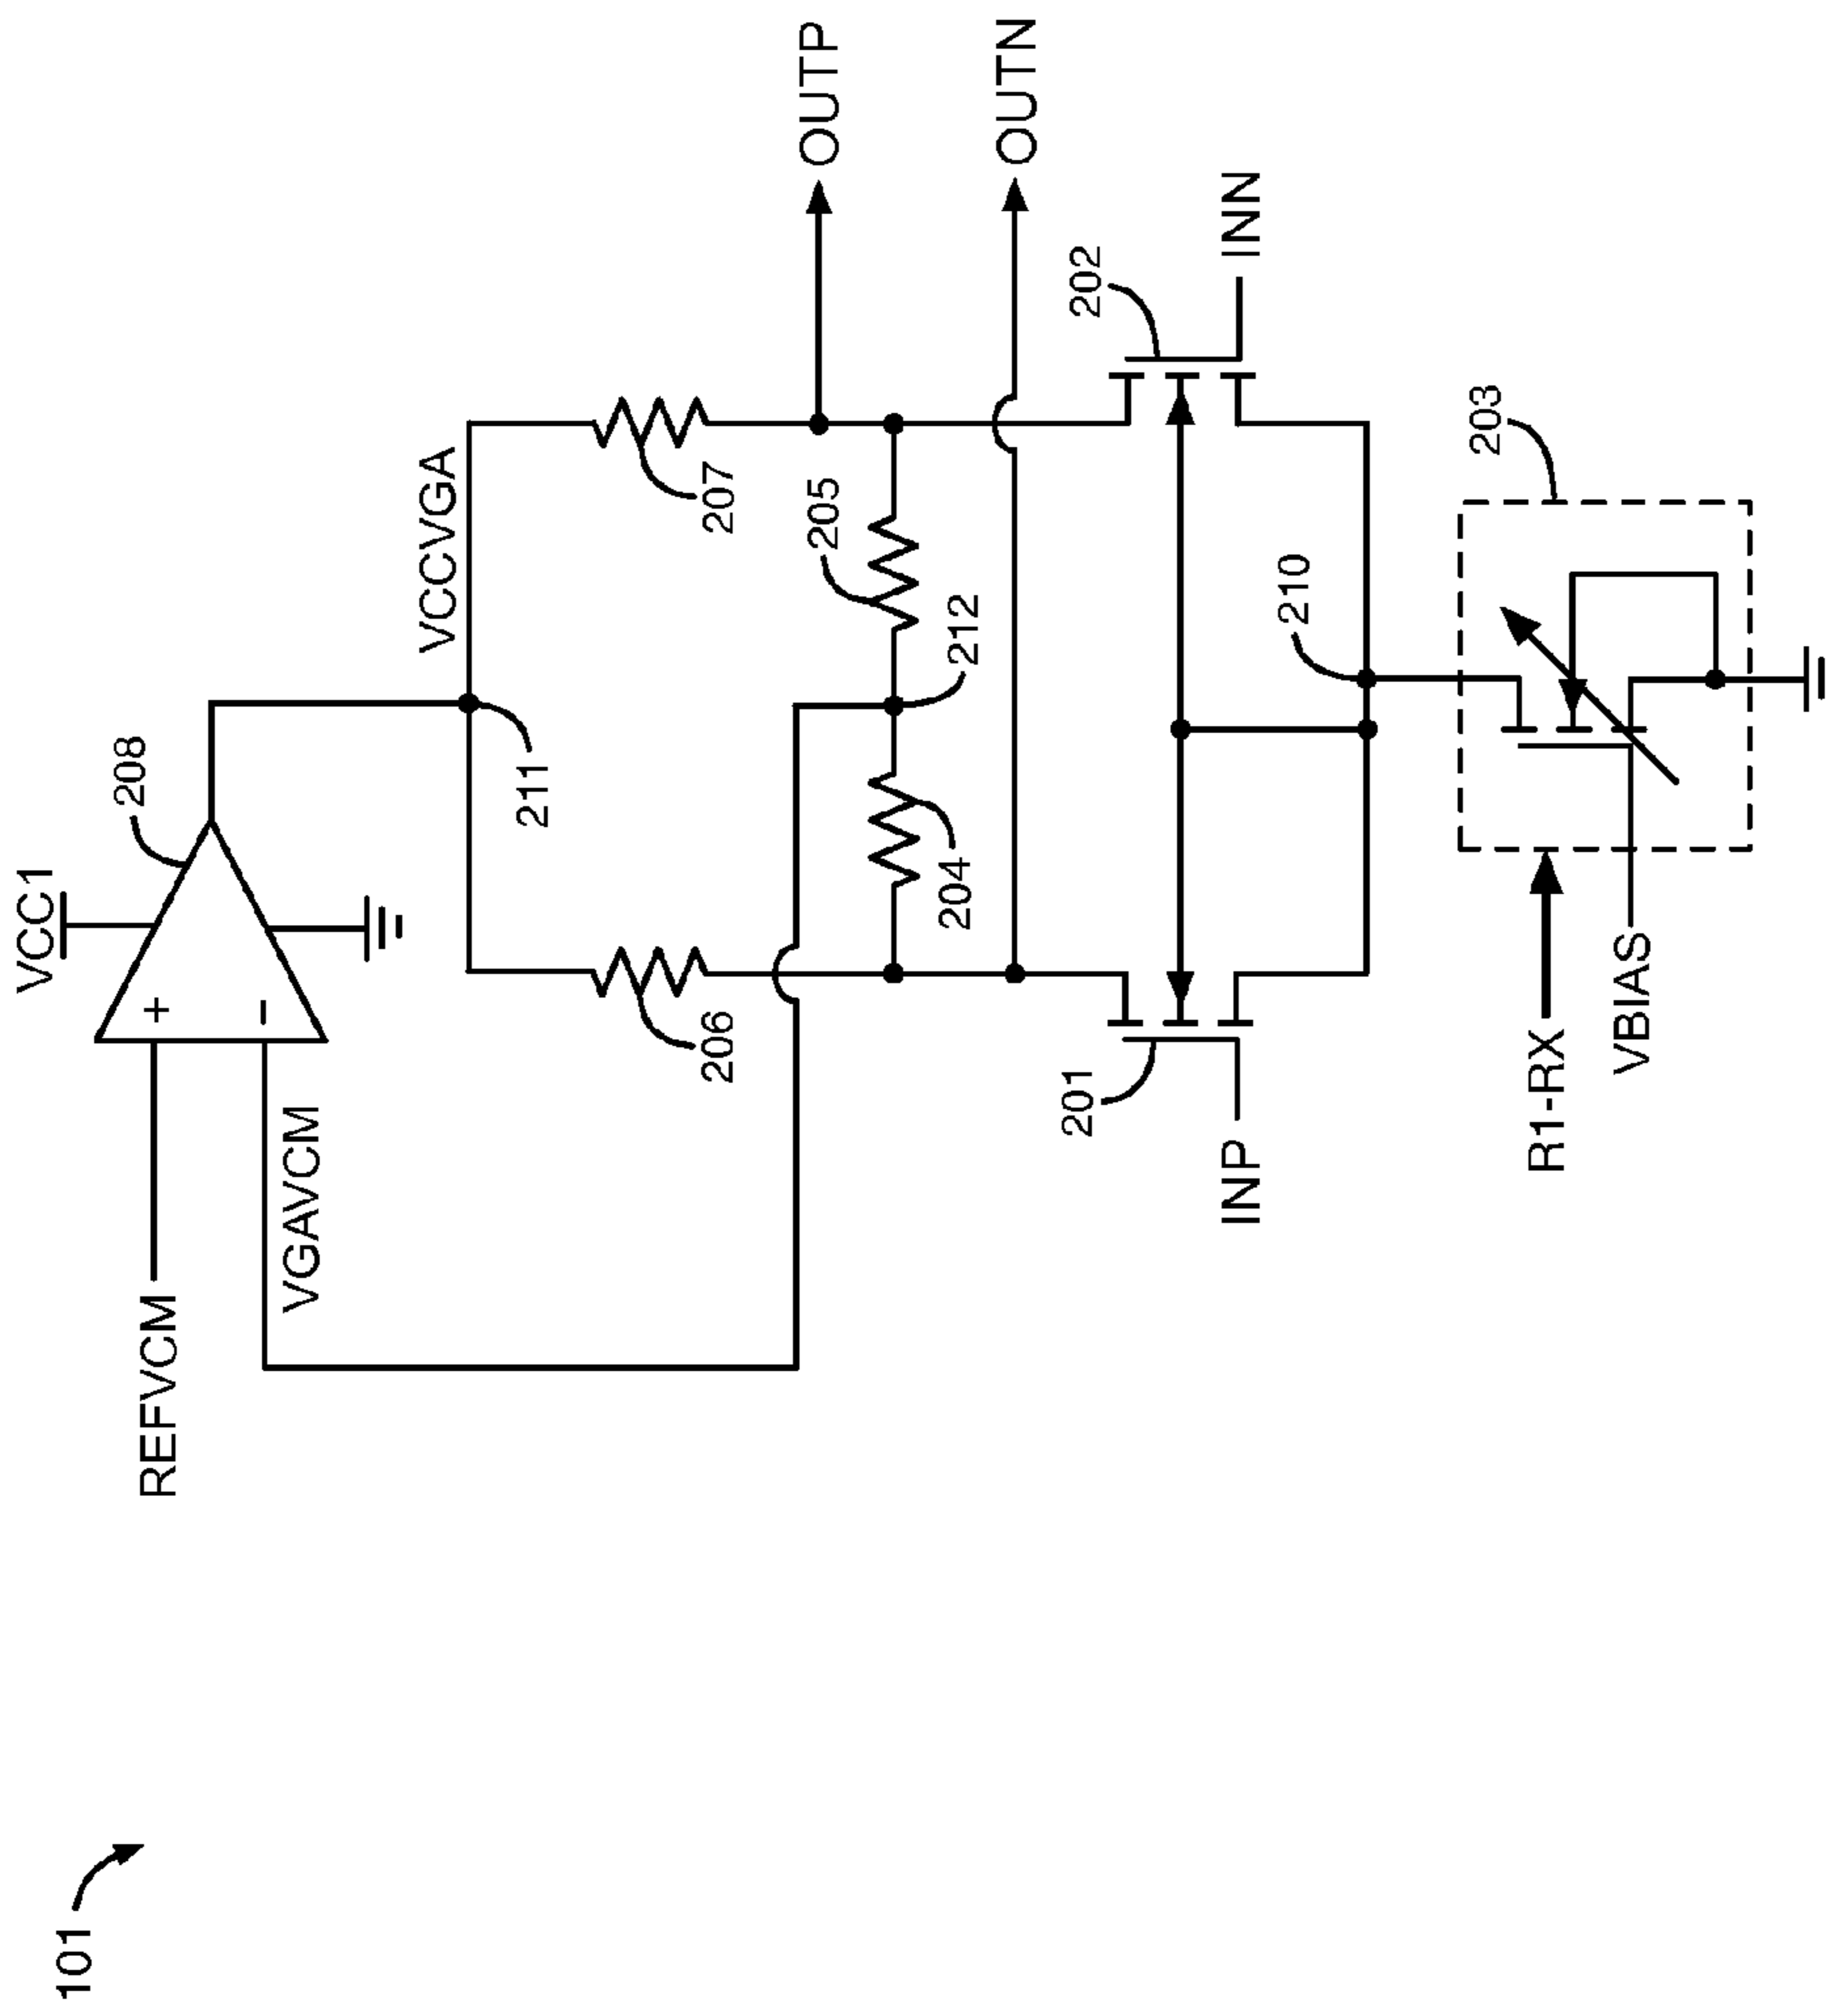 101
VCC1
208
+
−
REFVCM
VGAVCM
VCCVGA
211
206
207
204
205
212
OUTP
OUTN
201
202
INP
INN
210
203
R1-RX
VBIAS